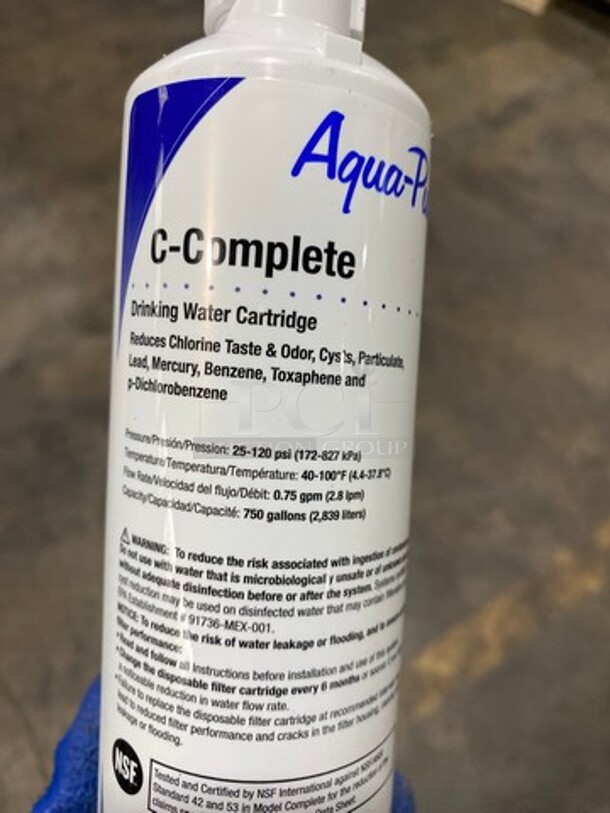 Aqua-P
C-Complete
Drinking Water Cartridge
Reduces Chlorine Taste & Odor, Cysts, Particulate,
Lead, Mercury, Benzene, Toxaphene and
p-Dichlorobenzene
PCI
AUCTION GROUP
Pressure/Presión/Pression: 25-120 psi (172-827 kPa)
Temperature/Temperatura/Température: 40-100°F (4.4-37.8°C)
Flow Rate/Velocidad del flujo/Débit: 0.75 gpm (2.8 lpm)
Capacity/Capacidad/Capacité: 750 gallons (2,839 liters)
WARNING: To reduce the risk associated with ingestion of
Do not use with water that is microbiologically unsafe or of unknown
without adequate disinfection before or after the system. Systems
cyst reduction may be used on disinfected water that may contain
EPA Establishment # 91736-MEX-001.
NOTICE: To reduce the risk of water leakage or flooding, and to
filter performance:
• Read and follow all instructions before installation and use of this
• Change the disposable filter cartridge every 6 months or sooner
a noticeable reduction in water flow rate.
• Failure to replace the disposable filter cartridge at recommended
lead to reduced filter performance and cracks in the filter housing,
leakage or flooding.
NSF
Tested and Certified by NSF International against NSF/ANSI
Standard 42 and 53 in Model Complete for the reduction of the
claims Data Sheet.